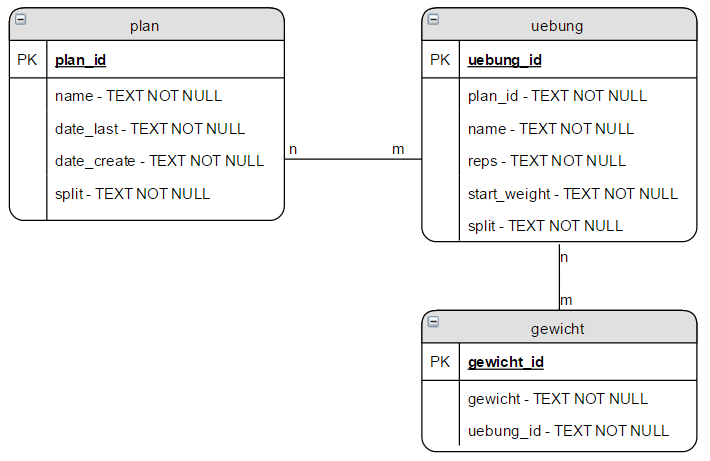 plan
PK plan_id
name - TEXT NOT NULL
date_last - TEXT NOT NULL
date_create - TEXT NOT NULL
split - TEXT NOT NULL
n m
uebung
PK uebung_id
plan_id - TEXT NOT NULL
name - TEXT NOT NULL
reps - TEXT NOT NULL
start_weight - TEXT NOT NULL
split - TEXT NOT NULL
n
m
gewicht
PK gewicht_id
gewicht - TEXT NOT NULL
uebung_id - TEXT NOT NULL